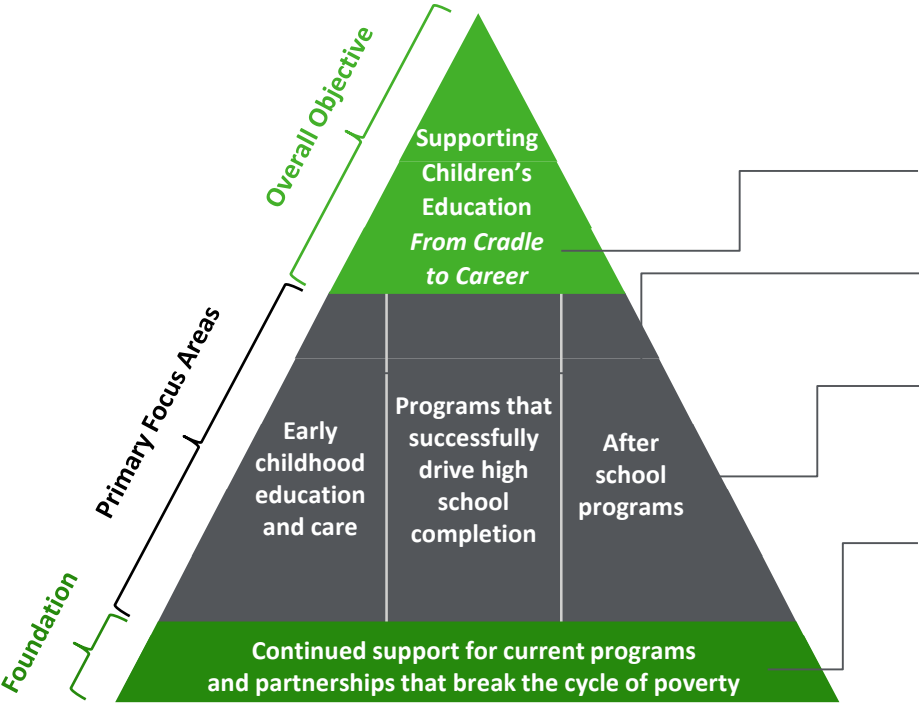 Overall Objective
Supporting
Children's
Education
From Cradle
to Career
Primary Focus Areas
Early
childhood
education
and care
Programs that
successfully
drive high
school
completion
After
school
programs
Foundation
Continued support for current programs
and partnerships that break the cycle of poverty